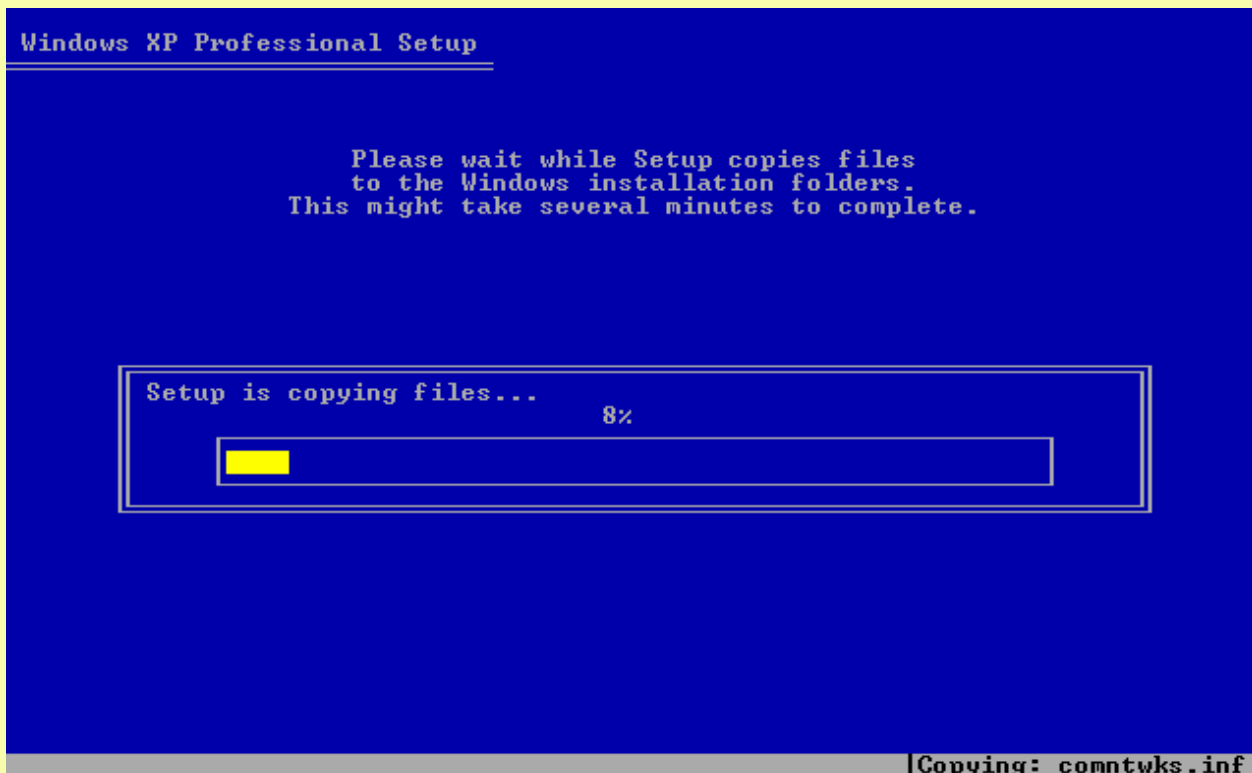 Windows XP Professional Setup
Please wait while Setup copies files
to the Windows installation folders.
This might take several minutes to complete.
Setup is copying files...
8%
Copying: comntwks.inf